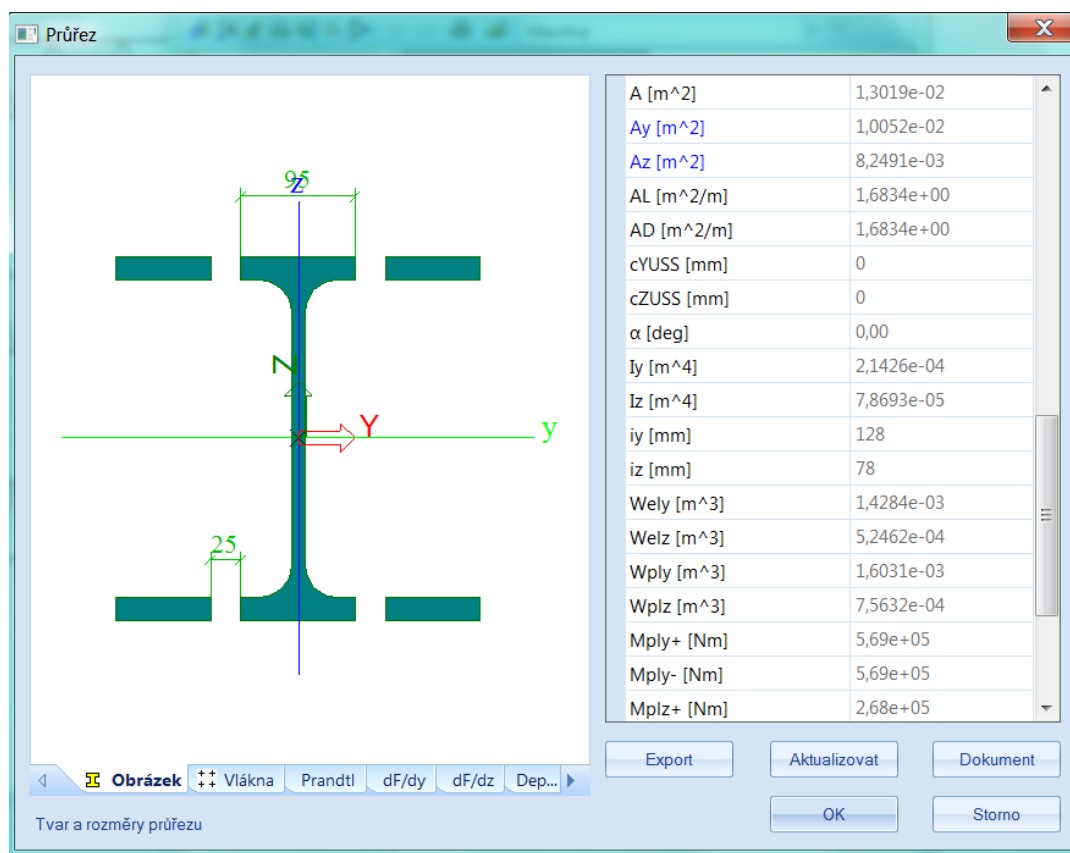 Průřez
X
95
z
Z
Y
y
25
A [m^2] 1,3019e-02
Ay [m^2] 1,0052e-02
Az [m^2] 8,2491e-03
AL [m^2/m] 1,6834e+00
AD [m^2/m] 1,6834e+00
cYUSS [mm] 0
cZUSS [mm] 0
α [deg] 0,00
Iy [m^4] 2,1426e-04
Iz [m^4] 7,8693e-05
iy [mm] 128
iz [mm] 78
Wely [m^3] 1,4284e-03
Welz [m^3] 5,2462e-04
Wply [m^3] 1,6031e-03
Wplz [m^3] 7,5632e-04
Mply+ [Nm] 5,69e+05
Mply- [Nm] 5,69e+05
Mplz+ [Nm] 2,68e+05
Obrázek Vlákna Prandtl dF/dy dF/dz Dep...
Tvar a rozměry průřezu
Export Aktualizovat Dokument
OK Storno